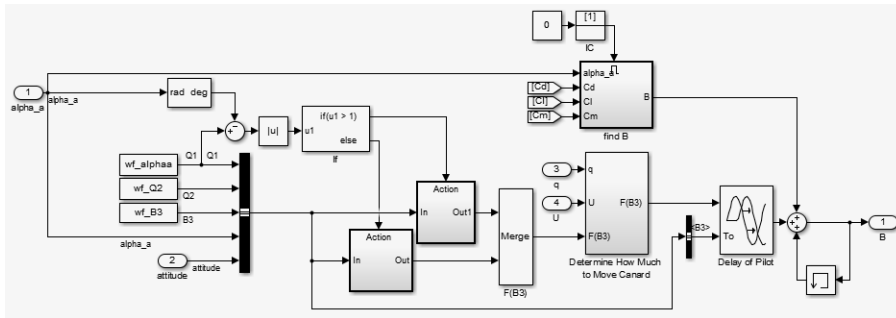 0
[1]
IC
1
alpha_a
alpha_a
rad deg
alpha_a
[Cd]
Cd
[Cl]
Cl
[Cm]
Cm
B
find B
+
−
|u|
u1
if(u1 > 1)
else
If
wf_alphaa
Q1
Q1
wf_Q2
Q2
wf_B3
B3
alpha_a
2
attitude
attitude
Action
In
Out1
Action
In
Out
Merge
F(B3)
3
q
4
U
q
U
F(B3)
F(B3)
Determine How Much
to Move Canard
<B3>
To
Delay of Pilot
+
+
+
1
B